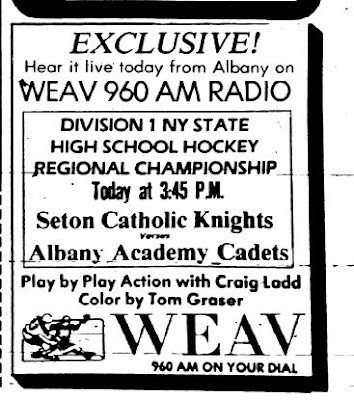 EXCLUSIVE!
Hear it live today from Albany on
WEAV 960 AM RADIO
DIVISION 1 NY STATE
HIGH SCHOOL HOCKEY
REGIONAL CHAMPIONSHIP
Today at 3:45 P.M.
Seton Catholic Knights
Versus
Albany Academy Cadets
Play by Play Action with Craig Ladd
Color by Tom Graser
WEAV
960 AM ON YOUR DIAL